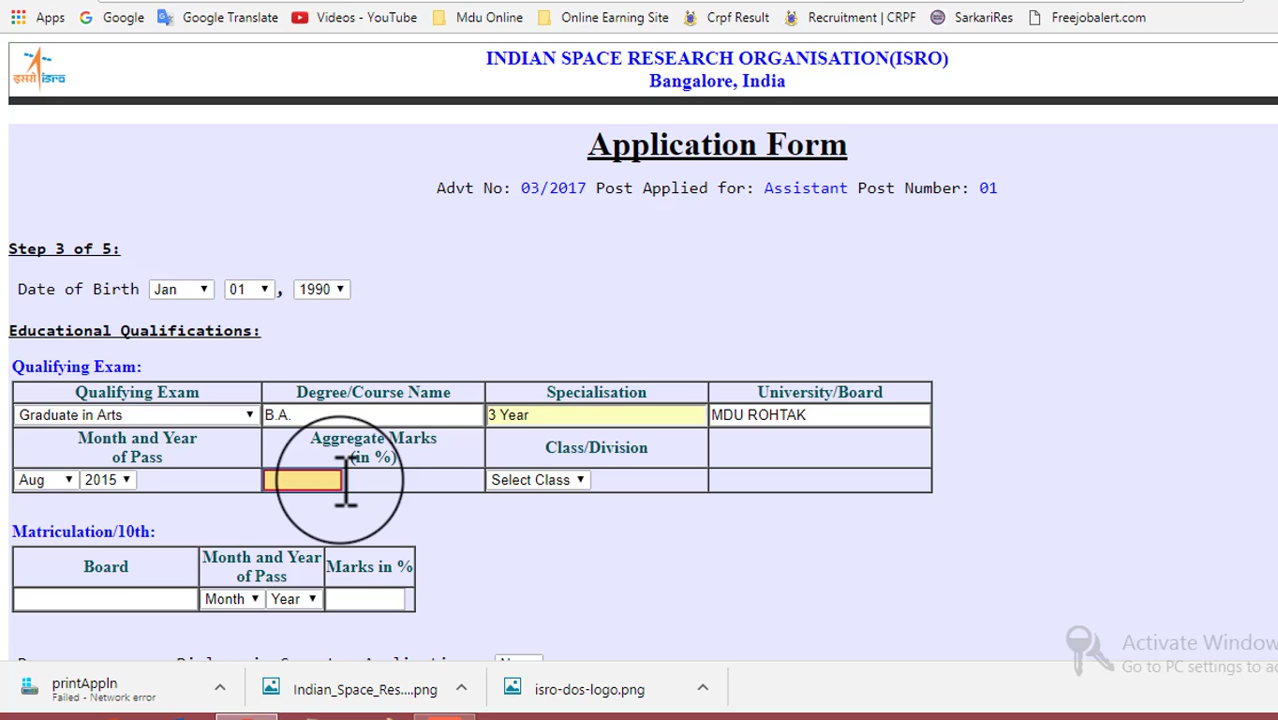 Apps Google Google Translate Videos - YouTube Mdu Online Online Earning Site Crpf Result Recruitment | CRPF SarkariRes Freejobalert.com
इसरो isro
INDIAN SPACE RESEARCH ORGANISATION(ISRO)
Bangalore, India
Application Form
Advt No: 03/2017 Post Applied for: Assistant Post Number: 01
Step 3 of 5:
Date of Birth Jan 01 , 1990
Educational Qualifications:
Qualifying Exam:
Qualifying Exam Degree/Course Name Specialisation University/Board
Graduate in Arts B.A. 3 Year MDU ROHTAK
Month and Year of Pass Aggregate Marks (in %) Class/Division
Aug 2015 Select Class
Matriculation/10th:
Board Month and Year of Pass Marks in %
Month Year
Activate Window
Go to PC settings to ac
printAppln
Failed - Network error
Indian_Space_Res....png
isro-dos-logo.png